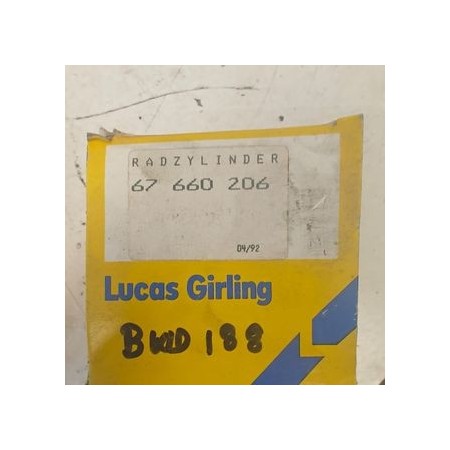 RADZYLINDER
67 660 206
04/92
Lucas Girling
BWD 188